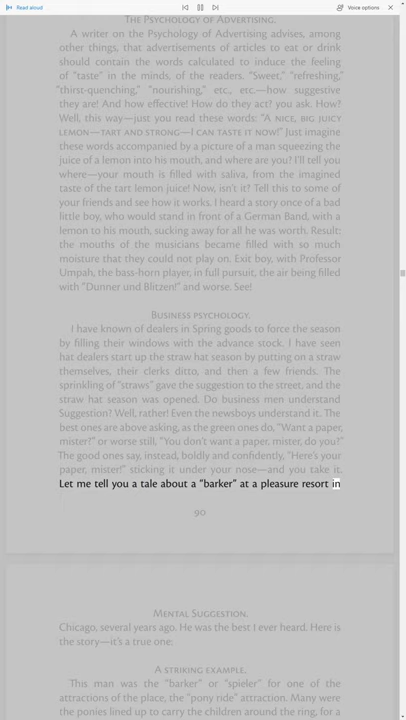 Read aloud
Voice options
The Psychology of Advertising.
A writer on the Psychology of Advertising advises, among
other things, that advertisements of articles to eat or drink
should contain the words calculated to induce the feeling
of "taste" in the minds, of the readers. "Sweet," "refreshing,"
"thirst-quenching," "nourishing," etc., etc.—how suggestive
they are! And how effective! How do they act? you ask. How?
Well, this way—just read these words: "A nice, big juicy
lemon—tart and strong—I can taste it now!" Just imagine
these words accompanied by a picture of a man squeezing the
juice of a lemon into his mouth, and where are you? I'll tell you
where—your mouth is filled with saliva, from the imagined
taste of the tart lemon juice! Now, isn't it? Tell this to some of
your friends and see how it works. I heard a story once of a bad
little boy, who would stand in front of a German Band, with a
lemon to his mouth, sucking away for all he was worth. Result:
the mouths of the musicians became filled with so much
moisture that they could not play on. Exit boy, with Professor
Umpah, the bass-horn player, in full pursuit, the air being filled
with "Dunner und Blitzen!" and worse. See!
Business psychology.
I have known of dealers in Spring goods to force the season
by filling their windows with the advance stock. I have seen
hat dealers start up the straw hat season by putting on a straw
themselves, their clerks ditto, and then a few friends. The
sprinkling of "straws" gave the suggestion to the street, and the
straw hat season was opened. Do business men understand
Suggestion? Well, rather! Even the newsboys understand it. The
best ones are above asking, as the green ones do, "Want a paper,
mister?" or worse still, "You don't want a paper, mister, do you?"
The good ones say, instead, boldly and confidently, "Here's your
paper, mister!" sticking it under your nose—and you take it.
Let me tell you a tale about a "barker" at a pleasure resort in
90
Mental Suggestion.
Chicago, several years ago. He was the best I ever heard. Here is
the story—it's a true one:
A striking example.
This man was the "barker" or "spieler" for one of the
attractions of the place, the "pony ride" attraction. Many were
the ponies lined up to carry the children around the ring, for a